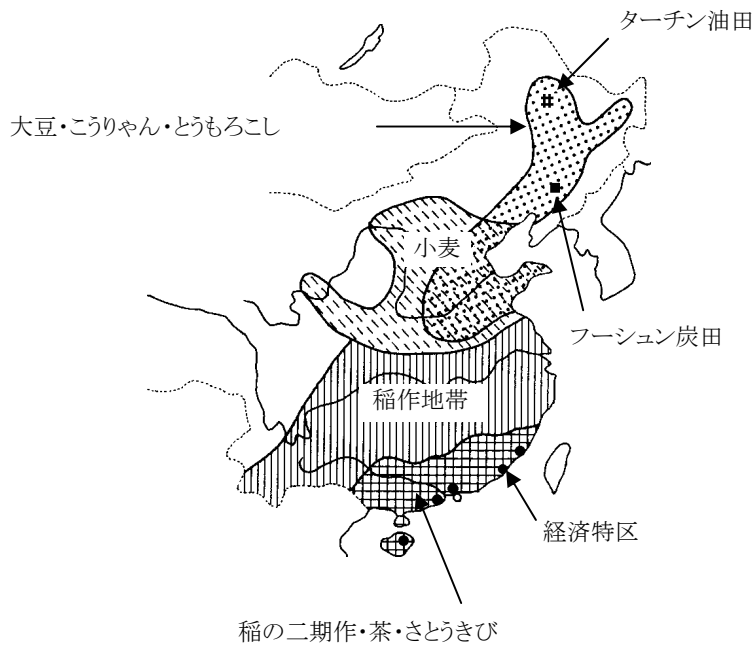 ターチン油田
大豆・こうりゃん・とうもろこし
小麦
フーシュン炭田
稲作地帯
経済特区
稲の二期作・茶・さとうきび